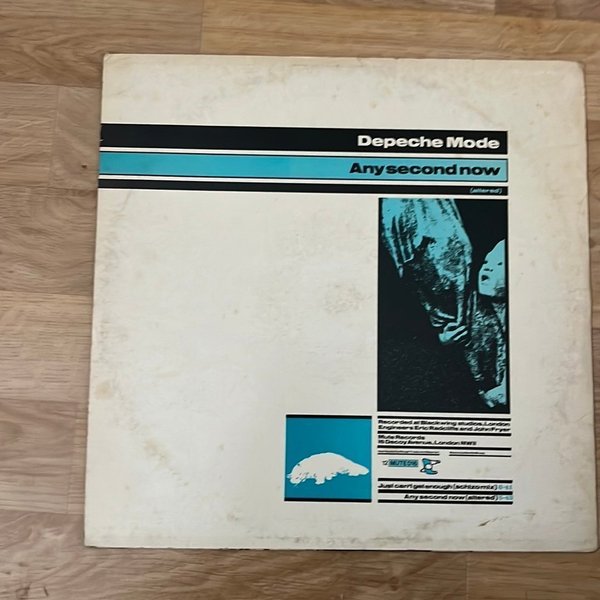 Depeche Mode
Any second now
(altered)
Recorded at Blackwing studios, London
Engineers Eric Radcliffe and John Fryer
Mute Records
16 Decoy Avenue, London NW11
12 MUTE 016
Just can't get enough (schizo mix)
Any second now (altered)